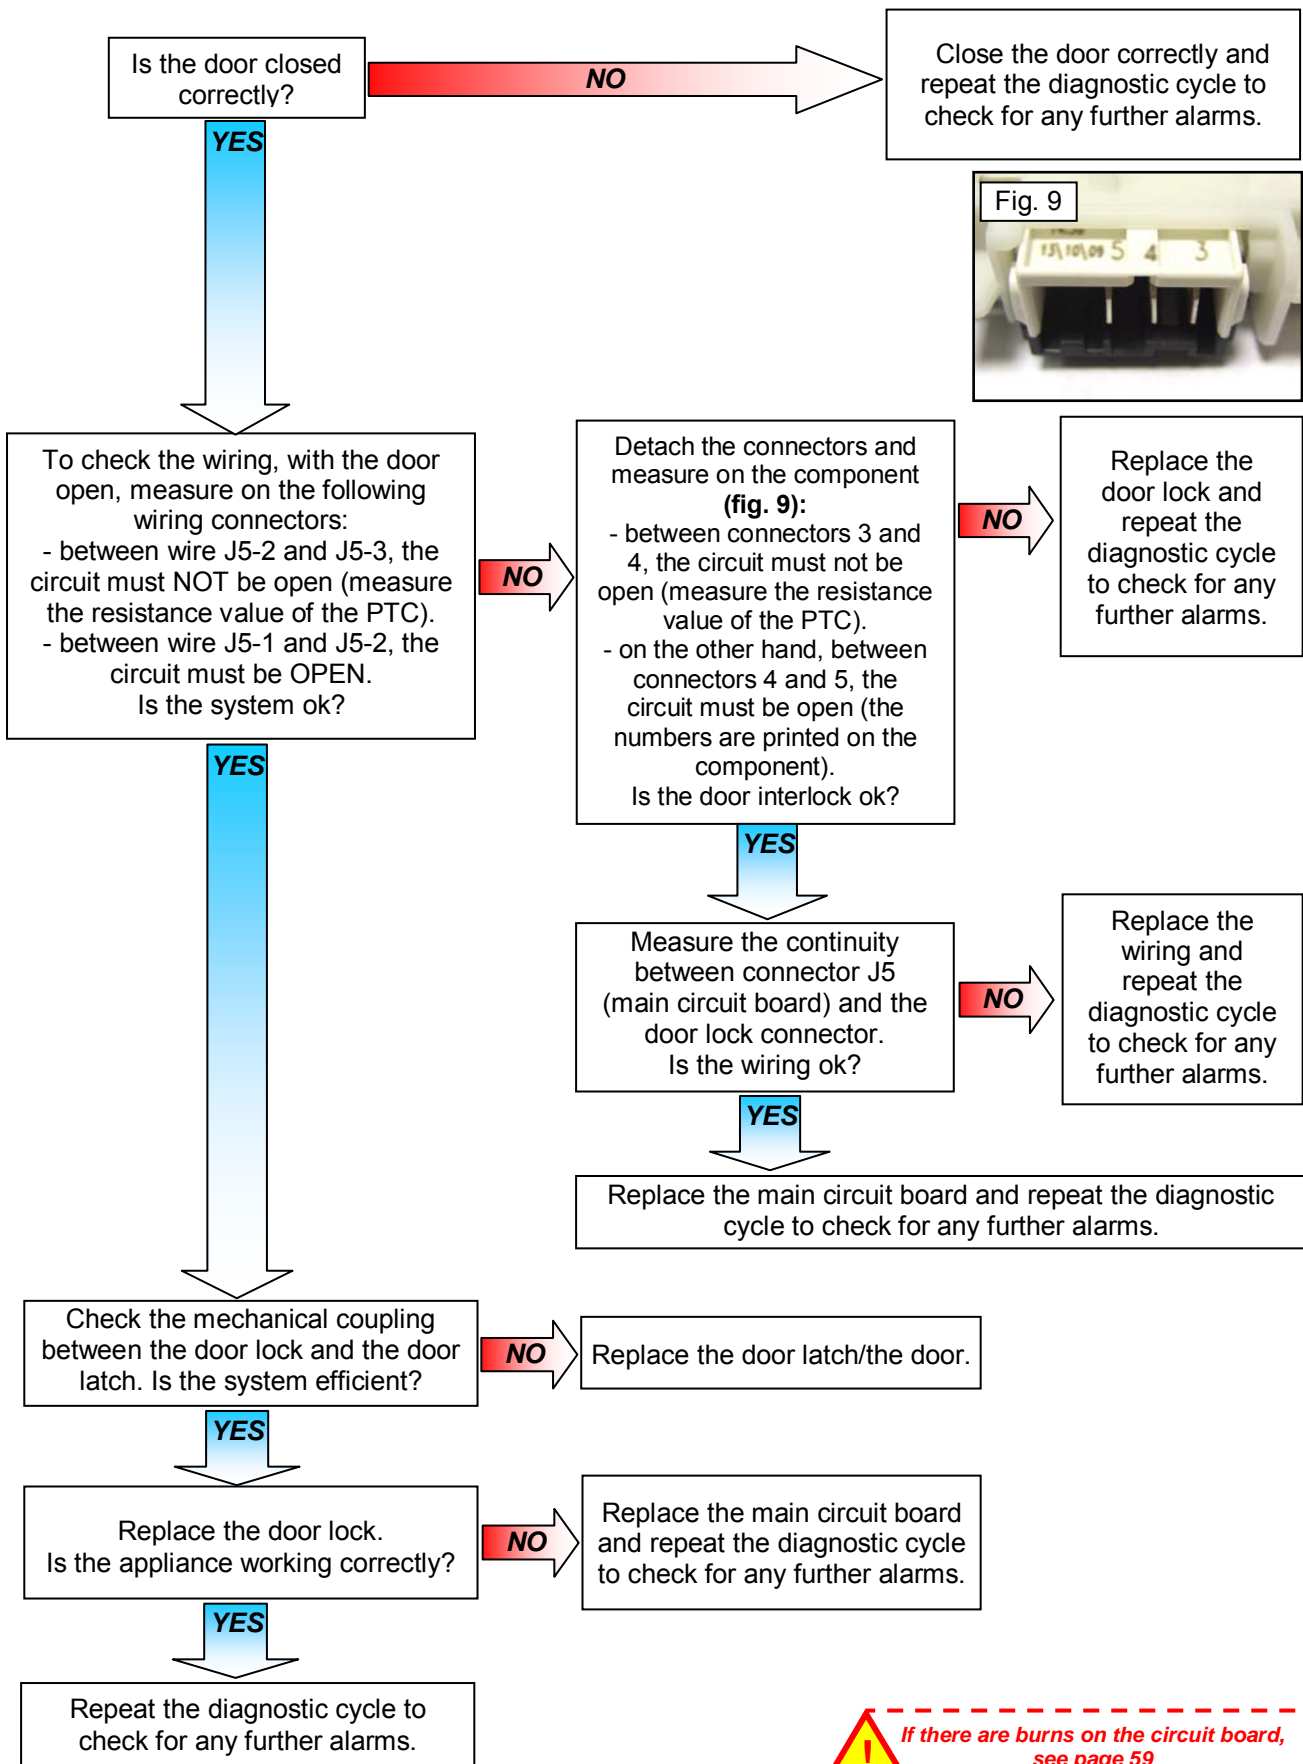 Is the door closed
correctly?
NO
Close the door correctly and
repeat the diagnostic cycle to
check for any further alarms.
YES
Fig. 9
13\10\09 5 4 3
To check the wiring, with the door
open, measure on the following
wiring connectors:
- between wire J5-2 and J5-3, the
circuit must NOT be open (measure
the resistance value of the PTC).
- between wire J5-1 and J5-2, the
circuit must be OPEN.
Is the system ok?
NO
Detach the connectors and
measure on the component
(fig. 9):
- between connectors 3 and
4, the circuit must not be
open (measure the resistance
value of the PTC).
- on the other hand, between
connectors 4 and 5, the
circuit must be open (the
numbers are printed on the
component).
Is the door interlock ok?
NO
Replace the
door lock and
repeat the
diagnostic cycle
to check for any
further alarms.
YES
YES
Measure the continuity
between connector J5
(main circuit board) and the
door lock connector.
Is the wiring ok?
NO
Replace the
wiring and
repeat the
diagnostic cycle
to check for any
further alarms.
YES
Replace the main circuit board and repeat the diagnostic
cycle to check for any further alarms.
Check the mechanical coupling
between the door lock and the door
latch. Is the system efficient?
NO
Replace the door latch/the door.
YES
Replace the door lock.
Is the appliance working correctly?
NO
Replace the main circuit board
and repeat the diagnostic cycle
to check for any further alarms.
YES
Repeat the diagnostic cycle to
check for any further alarms.
!
If there are burns on the circuit board,
see page 59